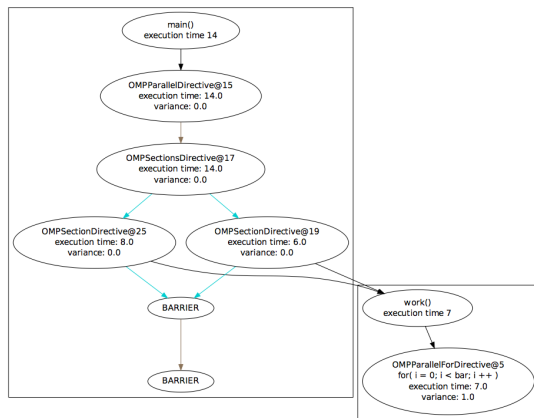 main()
execution time 14
OMPParallelDirective@15
execution time: 14.0
variance: 0.0
OMPSectionsDirective@17
execution time: 14.0
variance: 0.0
OMPSectionDirective@25
execution time: 8.0
variance: 0.0
OMPSectionDirective@19
execution time: 6.0
variance: 0.0
BARRIER
work()
execution time 7
BARRIER
OMPParallelForDirective@5
for( i = 0; i < bar; i ++ )
execution time: 7.0
variance: 1.0